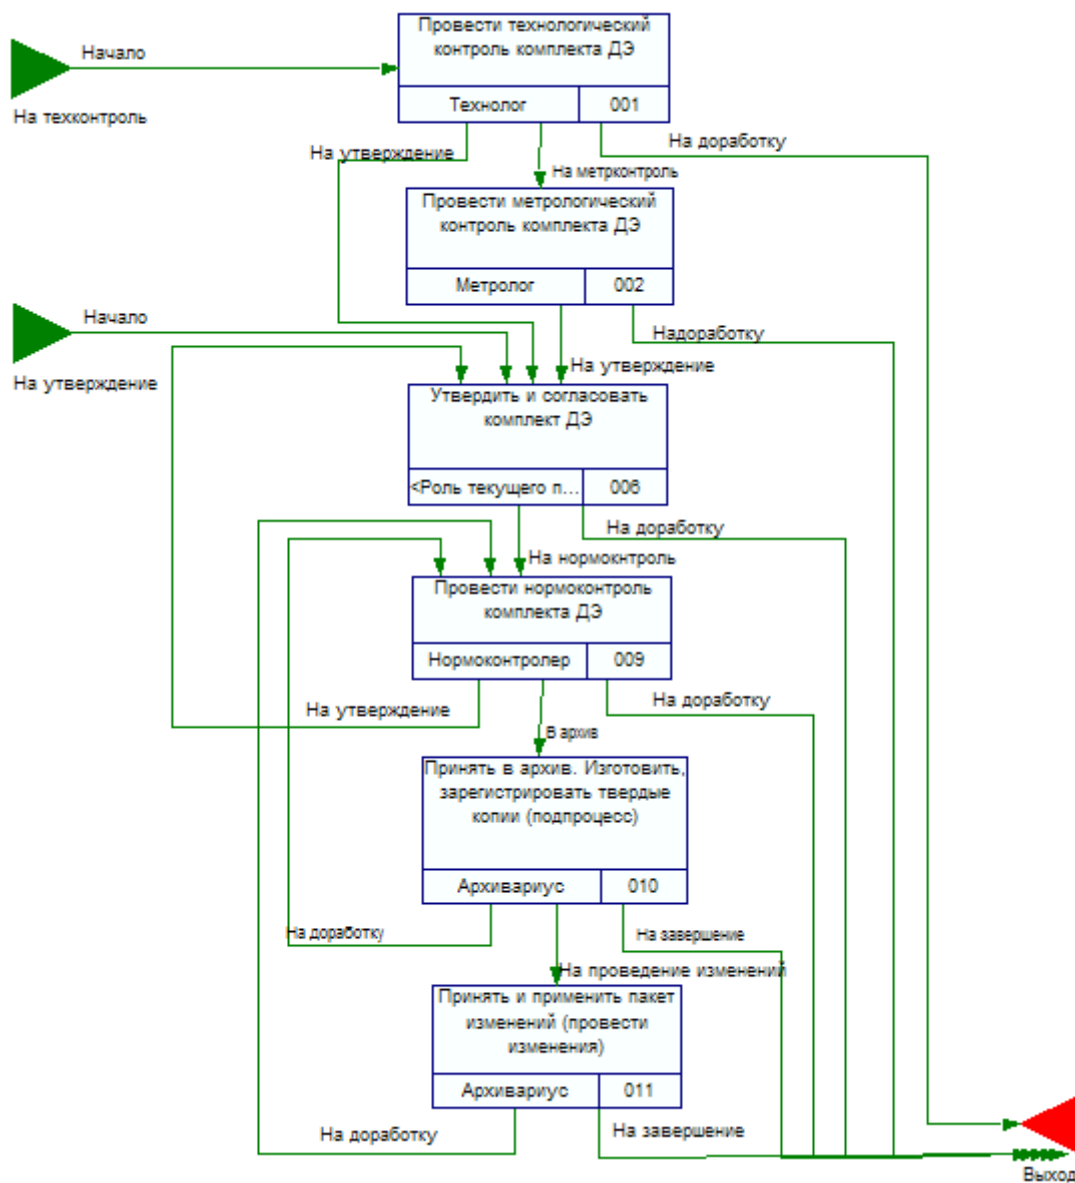 Провести технологический
контроль комплекта ДЭ
Технолог
001
Начало
На техконтроль
На утверждение
На метрконтроль
На доработку
Провести метрологический
контроль комплекта ДЭ
Метролог
002
Начало
На утверждение
На утверждение
Надоработку
Утвердить и согласовать
комплект ДЭ
<Роль текущего п...
006
На доработку
На нормокнтроль
Провести нормоконтроль
комплекта ДЭ
Нормоконтролер
009
На утверждение
В архив
На доработку
Принять в архив. Изготовить,
зарегистрировать твердые
копии (подпроцесс)
Архивариус
010
На доработку
На завершение
На проведение изменений
Принять и применить пакет
изменений (провести
изменения)
Архивариус
011
На доработку
На завершение
Выход